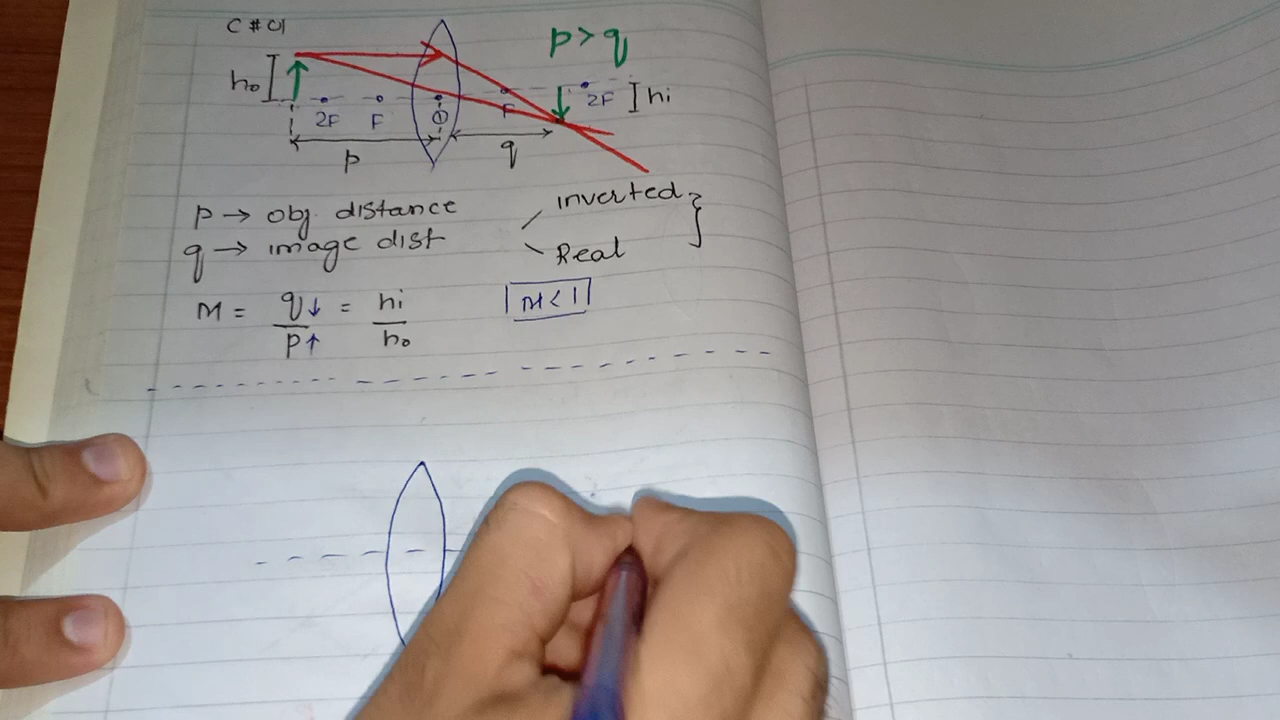 C # 01
p > q
ho
2F F O F 2F hi
p q
p → obj. distance
q → image dist
inverted
Real
M = q↓ / p↑ = hi / ho
M < 1